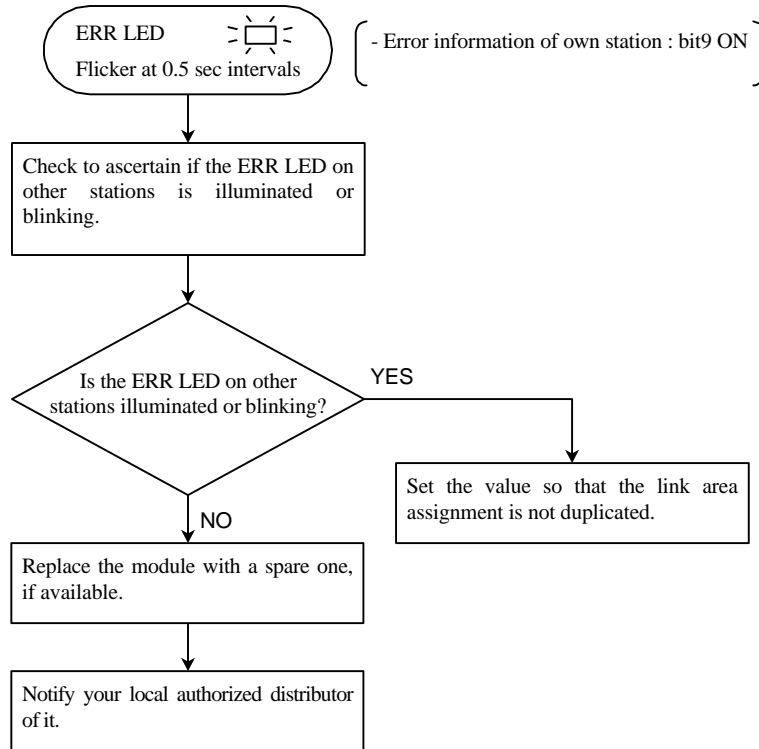 ERR LED
Flicker at 0.5 sec intervals
- Error information of own station : bit9 ON
Check to ascertain if the ERR LED on
other stations is illuminated or
blinking.
Is the ERR LED on other
stations illuminated or blinking?
YES
Set the value so that the link area
assignment is not duplicated.
NO
Replace the module with a spare one,
if available.
Notify your local authorized distributor
of it.